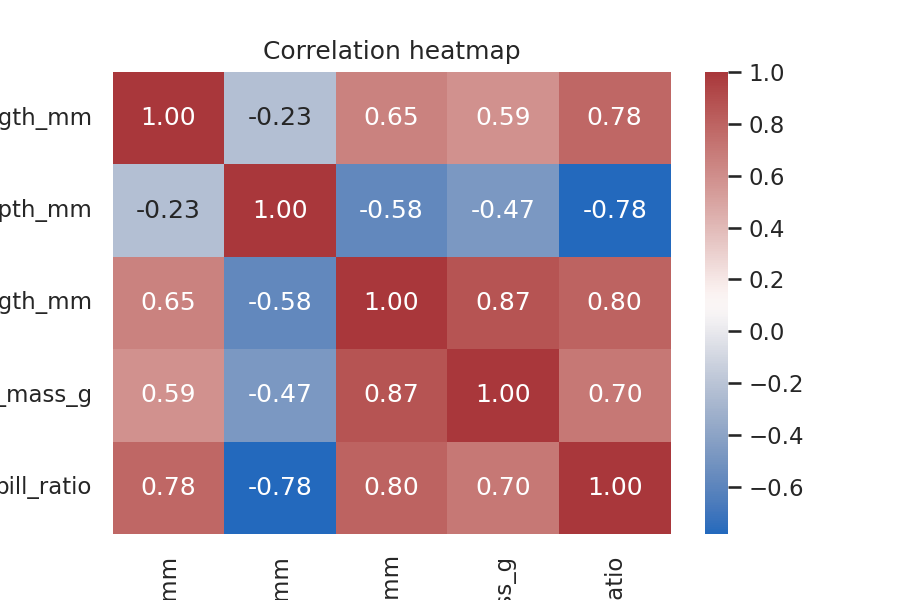 Correlation heatmap
gth_mm 1.00 -0.23 0.65 0.59 0.78
pth_mm -0.23 1.00 -0.58 -0.47 -0.78
gth_mm 0.65 -0.58 1.00 0.87 0.80
_mass_g 0.59 -0.47 0.87 1.00 0.70
bill_ratio 0.78 -0.78 0.80 0.70 1.00
mm mm mm ss_g atio
1.0
0.8
0.6
0.4
0.2
0.0
−0.2
−0.4
−0.6